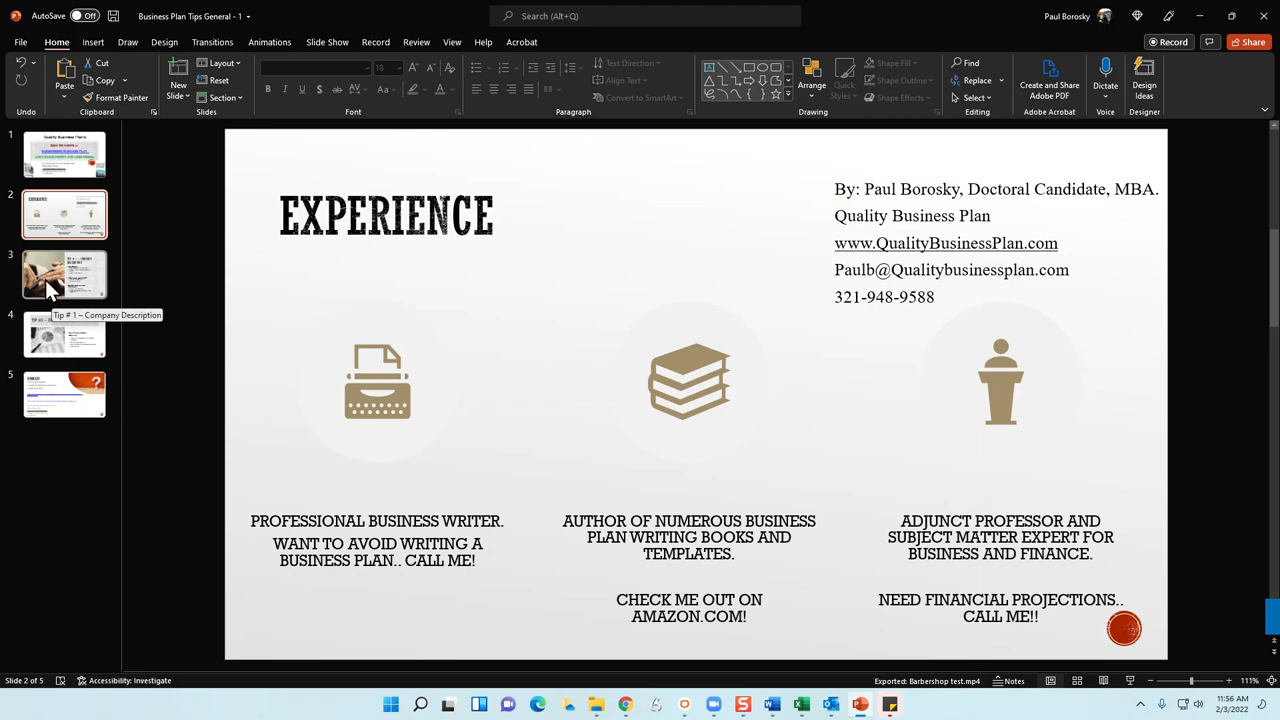 AutoSave Off
Business Plan Tips General - 1
Search (Alt+Q)
Paul Borosky
File Home Insert Draw Design Transitions Animations Slide Show Record Review View Help Acrobat
Record
Share
Undo
Paste
Cut
Copy
Format Painter
Clipboard
New Slide
Layout
Reset
Section
Slides
18
Font
Paragraph
Text Direction
Align Text
Convert to SmartArt
Arrange
Quick Styles
Shape Fill
Shape Outline
Shape Effects
Drawing
Find
Replace
Select
Editing
Create and Share Adobe PDF
Adobe Acrobat
Dictate
Voice
Design Ideas
Designer
1
2
3
4
5
Tip # 1 – Company Description
EXPERIENCE
By: Paul Borosky, Doctoral Candidate, MBA.
Quality Business Plan
www.QualityBusinessPlan.com
Paulb@Qualitybusinessplan.com
321-948-9588
PROFESSIONAL BUSINESS WRITER.
WANT TO AVOID WRITING A
BUSINESS PLAN.. CALL ME!
AUTHOR OF NUMEROUS BUSINESS
PLAN WRITING BOOKS AND
TEMPLATES.
CHECK ME OUT ON
AMAZON.COM!
ADJUNCT PROFESSOR AND
SUBJECT MATTER EXPERT FOR
BUSINESS AND FINANCE.
NEED FINANCIAL PROJECTIONS..
CALL ME!!
Slide 2 of 5
Accessibility: Investigate
Exported: Barbershop test.mp4
Notes
111%
11:56 AM
2/3/2022